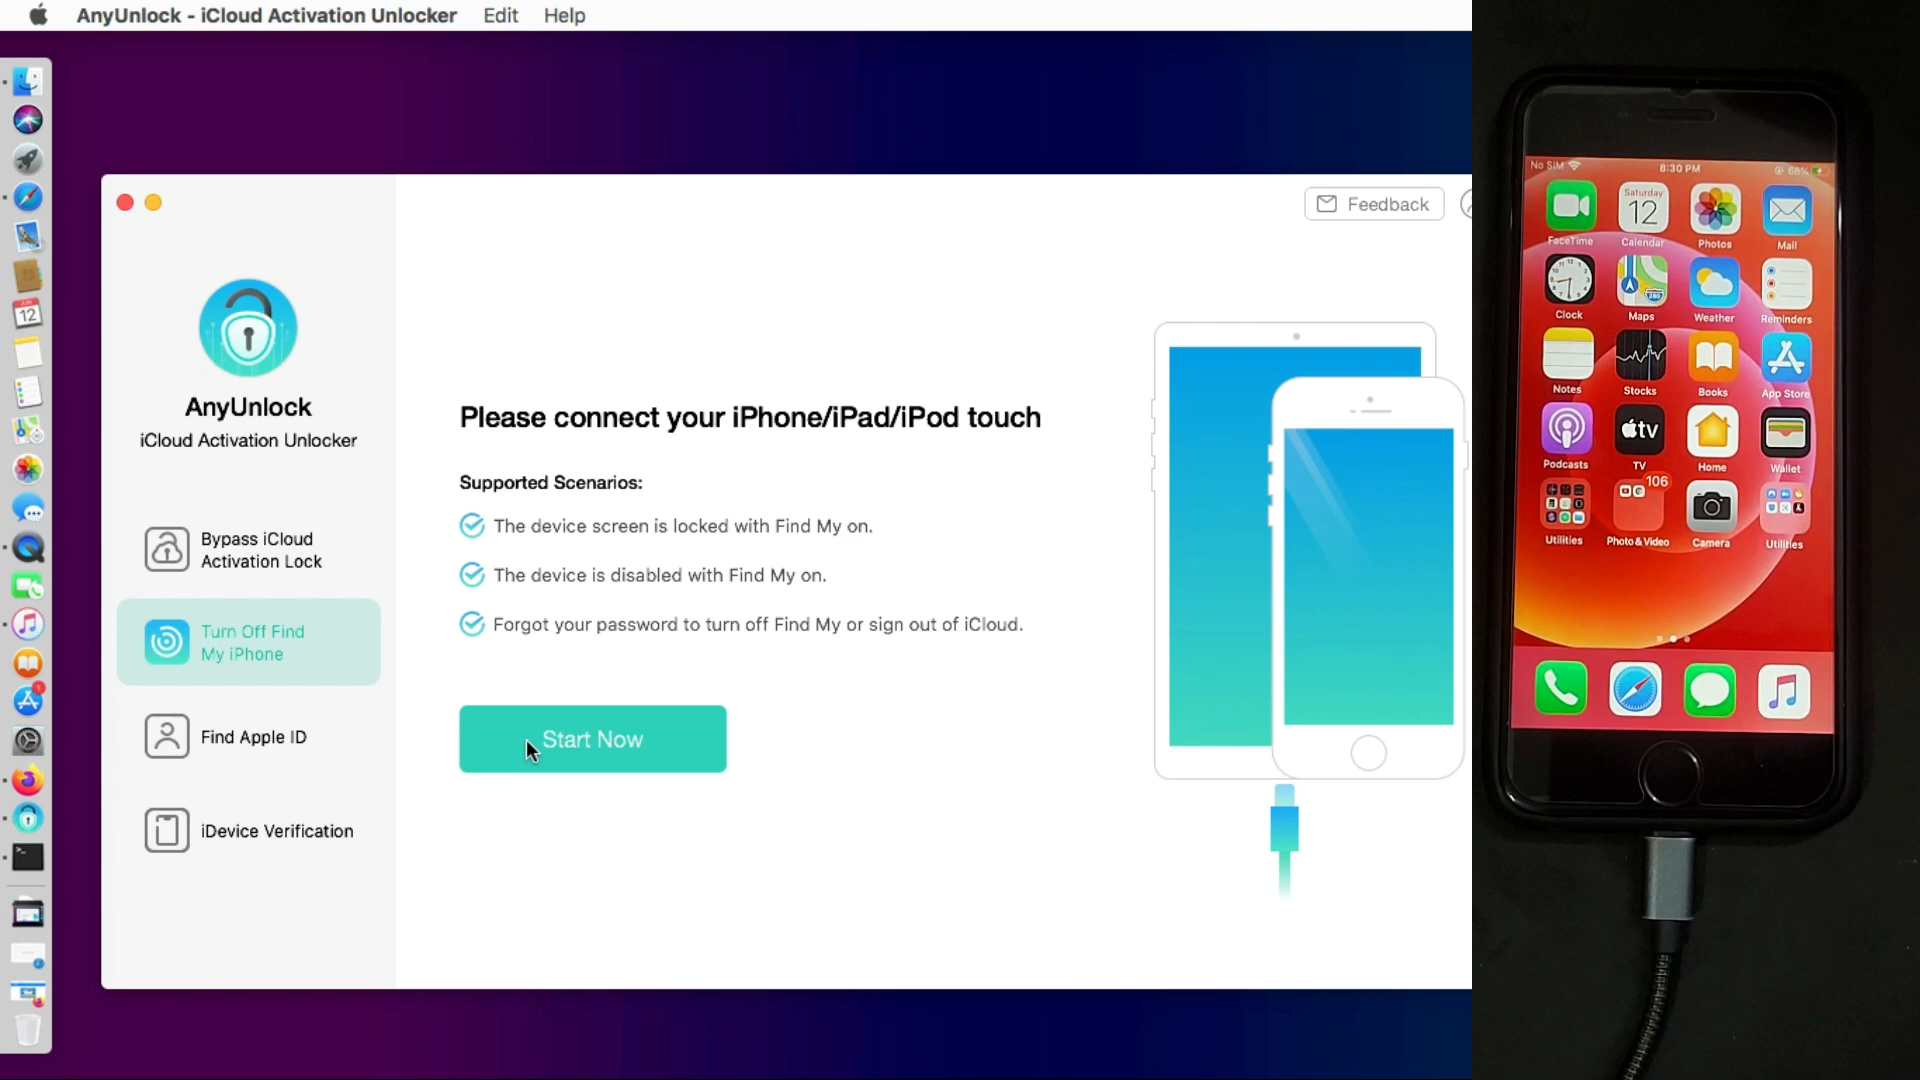 AnyUnlock - iCloud Activation Unlocker Edit Help
12
1
Feedback
AnyUnlock
iCloud Activation Unlocker
Bypass iCloud
Activation Lock
Turn Off Find
My iPhone
Find Apple ID
iDevice Verification
Please connect your iPhone/iPad/iPod touch
Supported Scenarios:
The device screen is locked with Find My on.
The device is disabled with Find My on.
Forgot your password to turn off Find My or sign out of iCloud.
Start Now
No SIM 8:30 PM 68%
Saturday
12
FaceTime Calendar Photos Mail
280
Clock Maps Weather Reminders
Notes Stocks Books App Store
tv
Podcasts TV Home Wallet
106
Utilities Photo & Video Camera Utilities